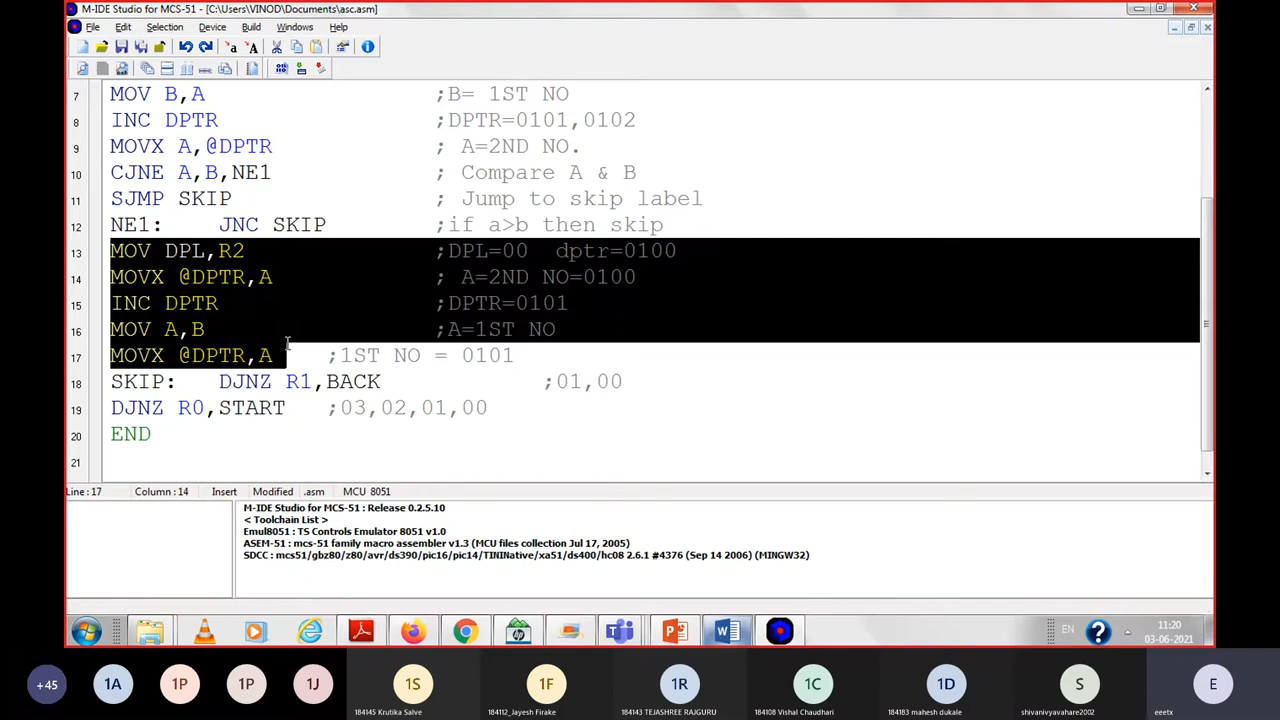 M-IDE Studio for MCS-51 - [C:\Users\VINOD\Documents\asc.asm]
File Edit Selection Device Build Windows Help
7 MOV B,A ;B= 1ST NO
8 INC DPTR ;DPTR=0101,0102
9 MOVX A,@DPTR ; A=2ND NO.
10 CJNE A,B,NE1 ; Compare A & B
11 SJMP SKIP ; Jump to skip label
12 NE1: JNC SKIP ;if a>b then skip
13 MOV DPL,R2 ;DPL=00 dptr=0100
14 MOVX @DPTR,A ; A=2ND NO=0100
15 INC DPTR ;DPTR=0101
16 MOV A,B ;A=1ST NO
17 MOVX @DPTR,A ;1ST NO = 0101
18 SKIP: DJNZ R1,BACK ;01,00
19 DJNZ R0,START ;03,02,01,00
20 END
21
Line: 17 Column: 14 Insert Modified .asm MCU 8051
M-IDE Studio for MCS-51 : Release 0.2.5.10
< Toolchain List >
Emul8051 : TS Controls Emulator 8051 v1.0
ASEM-51 : mcs-51 family macro assembler v1.3 (MCU files collection Jul 17, 2005)
SDCC : mcs51/gbz80/z80/avr/ds390/pic16/pic14/TININative/xa51/ds400/hc08 2.6.1 #4376 (Sep 14 2006) (MINGW32)
EN
11:20
03-06-2021
+45 1A 1P 1P 1J 1S 1F 1R 1C 1D S E
184145 Krutika Salve 184112_Jayesh Firake 184143 TEJASHREE RAJGURU 184108 Vishal Chaudhari 184183 mahesh dukale shivanivyavahare2002 eeetx